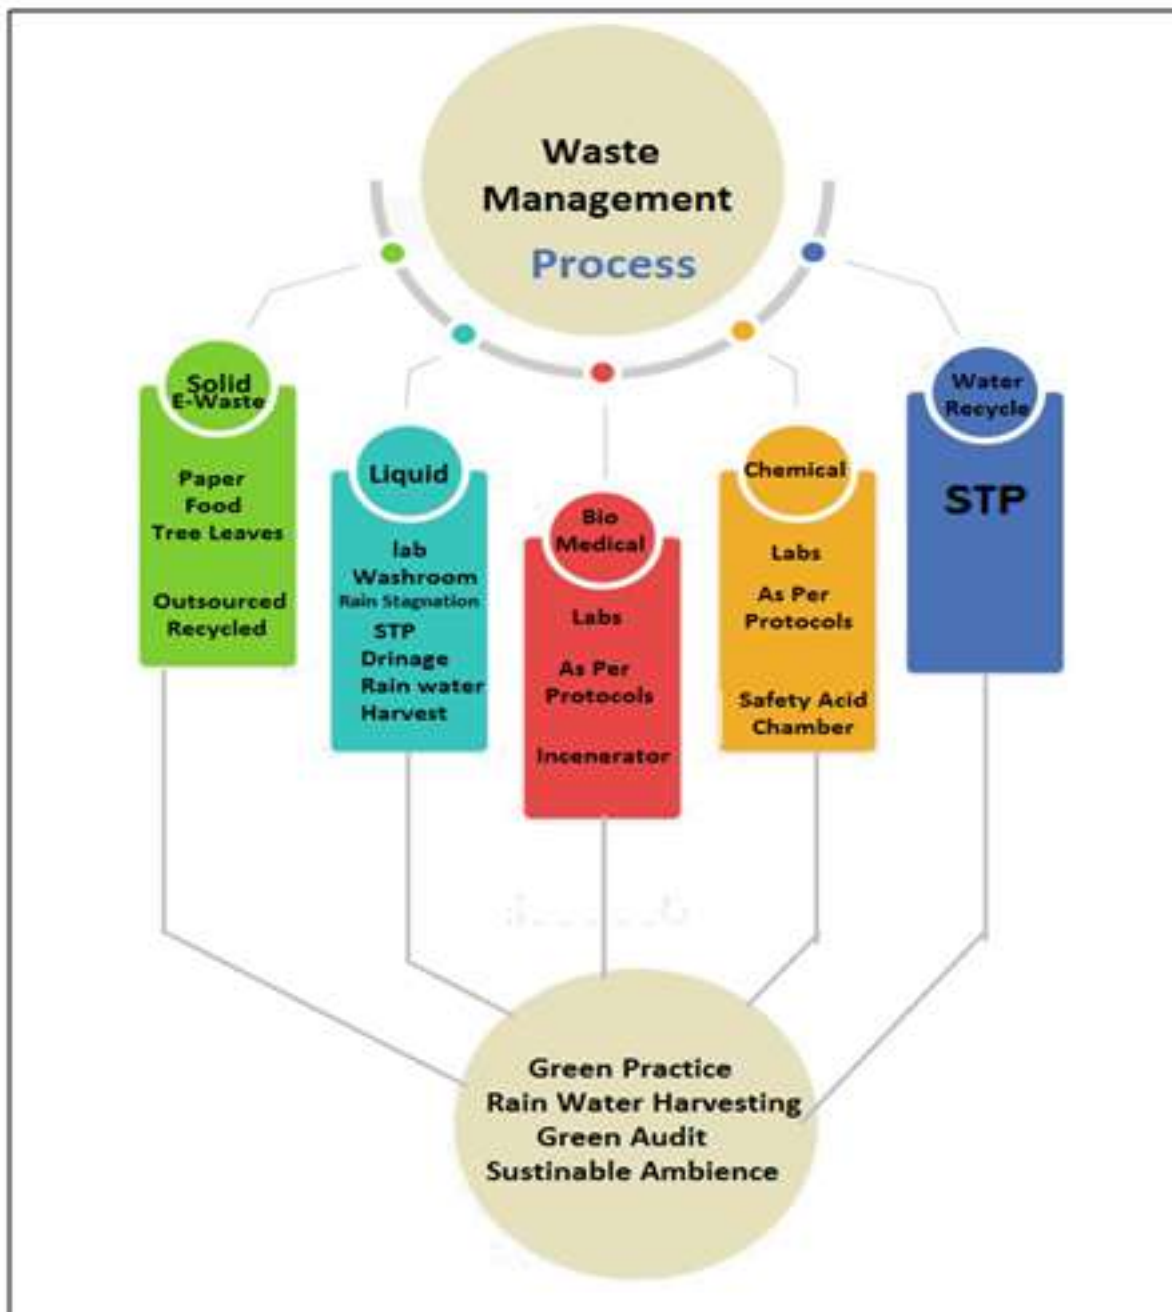 Waste
Management
Process
Solid
E-Waste
Paper
Food
Tree Leaves
Outsourced
Recycled
Liquid
lab
Washroom
Rain Stagnation
STP
Drinage
Rain water
Harvest
Bio
Medical
Labs
As Per
Protocols
Incenerator
Chemical
Labs
As Per
Protocols
Safety Acid
Chamber
Water
Recycle
STP
Green Practice
Rain Water Harvesting
Green Audit
Sustinable Ambience